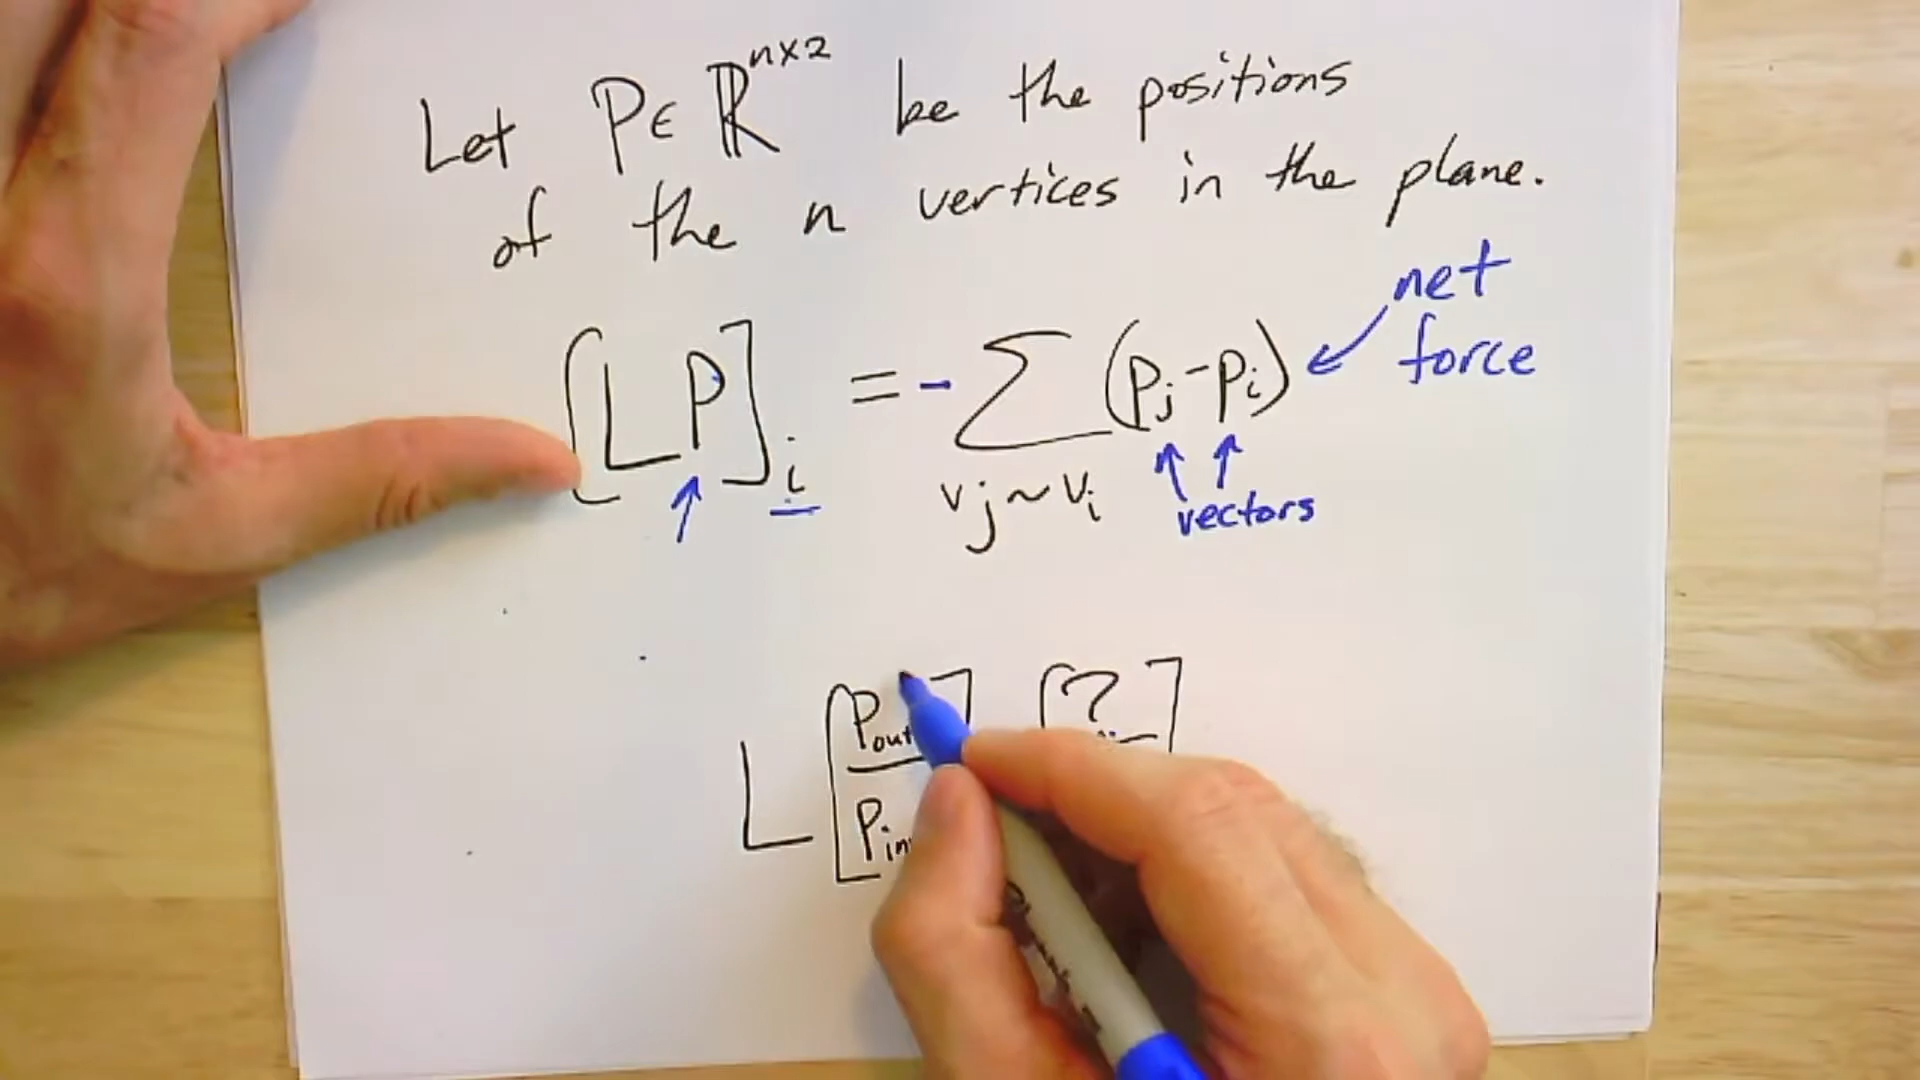 Let P ∈ ℝ^{n×2} be the positions
of the n vertices in the plane.
net
force
[LP]_i = - Σ (p_j - p_i)
v_j ~ v_i
vectors
L [P_out [?
P_in